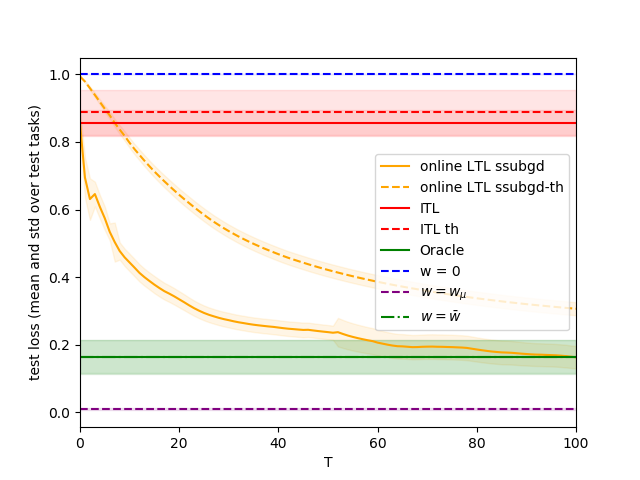 test loss (mean and std over test tasks)
1.0
0.8
0.6
0.4
0.2
0.0
online LTL ssubgd
online LTL ssubgd-th
ITL
ITL th
Oracle
w = 0
w = w_μ
w = w̄
0
20
40
60
80
100
T